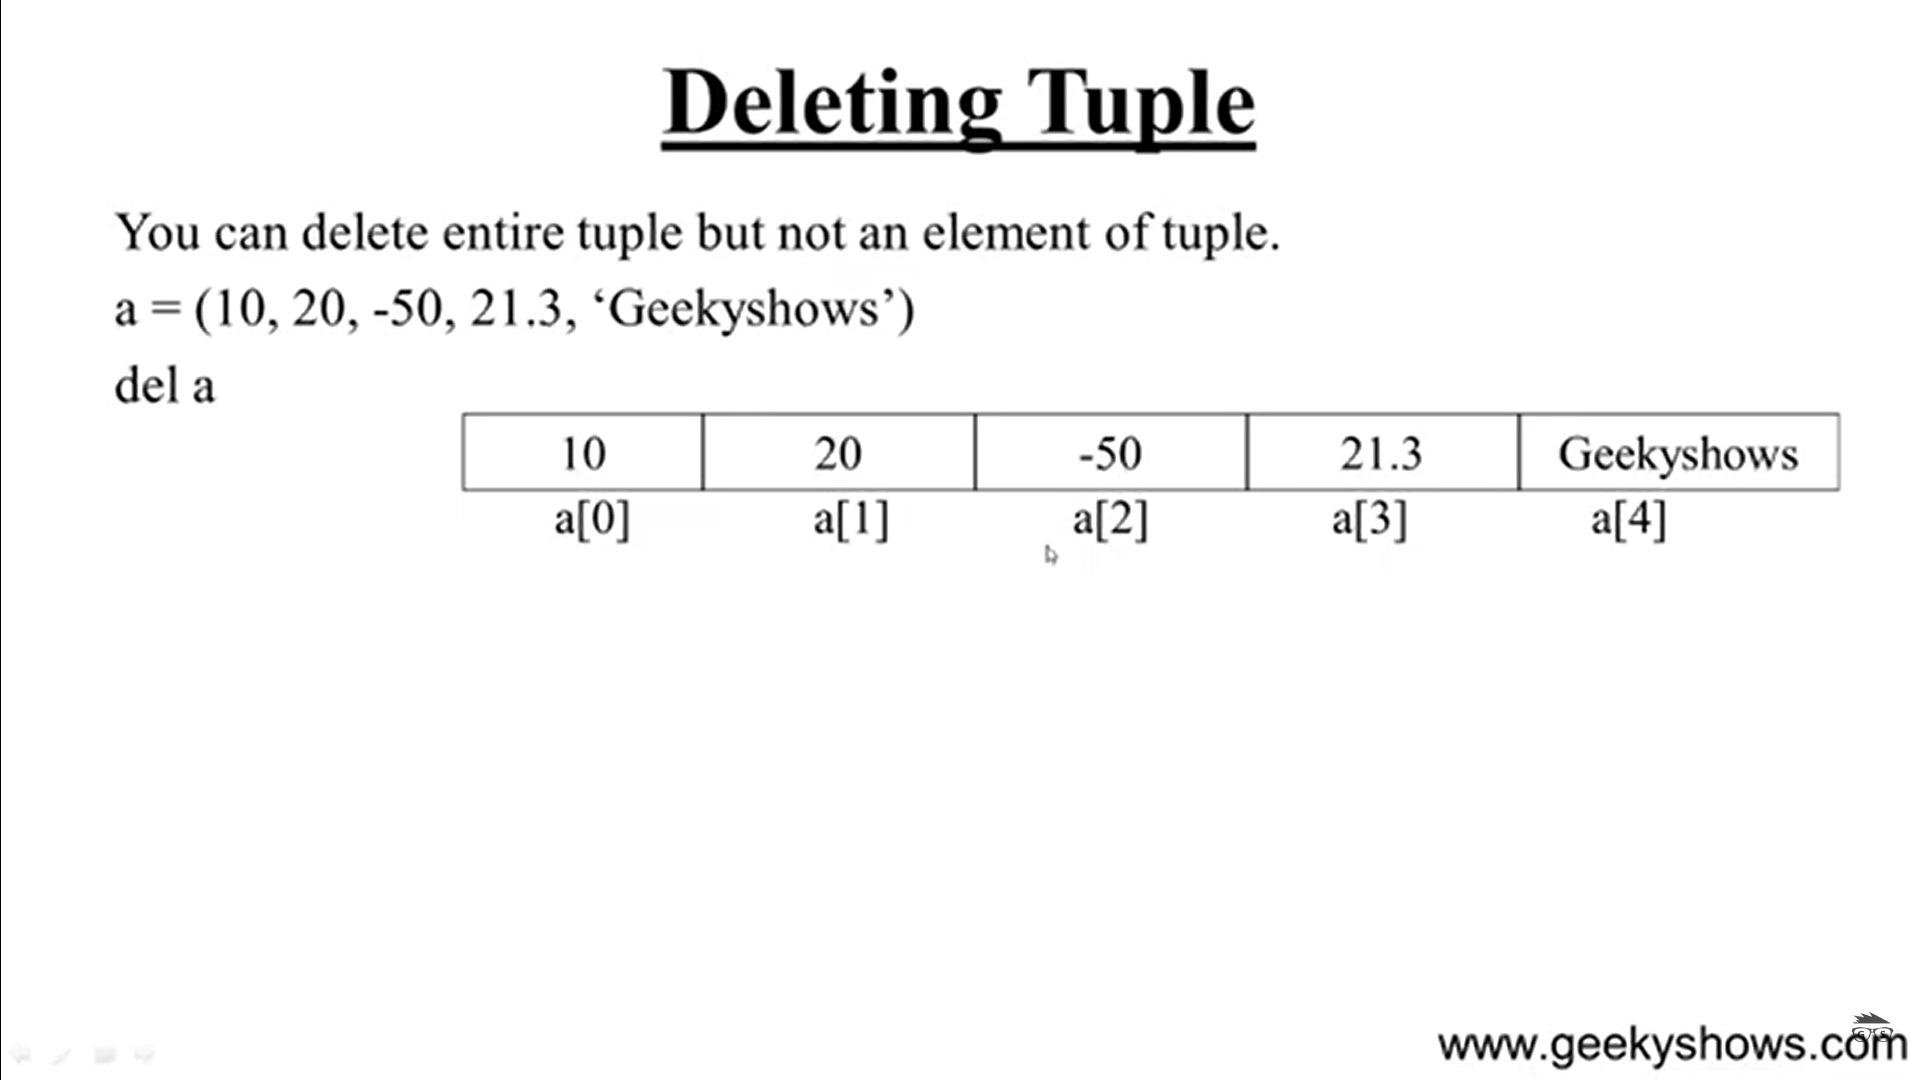 Deleting Tuple
You can delete entire tuple but not an element of tuple.
a = (10, 20, -50, 21.3, ‘Geekyshows’)
del a
10 20 -50 21.3 Geekyshows
a[0] a[1] a[2] a[3] a[4]
www.geekyshows.com